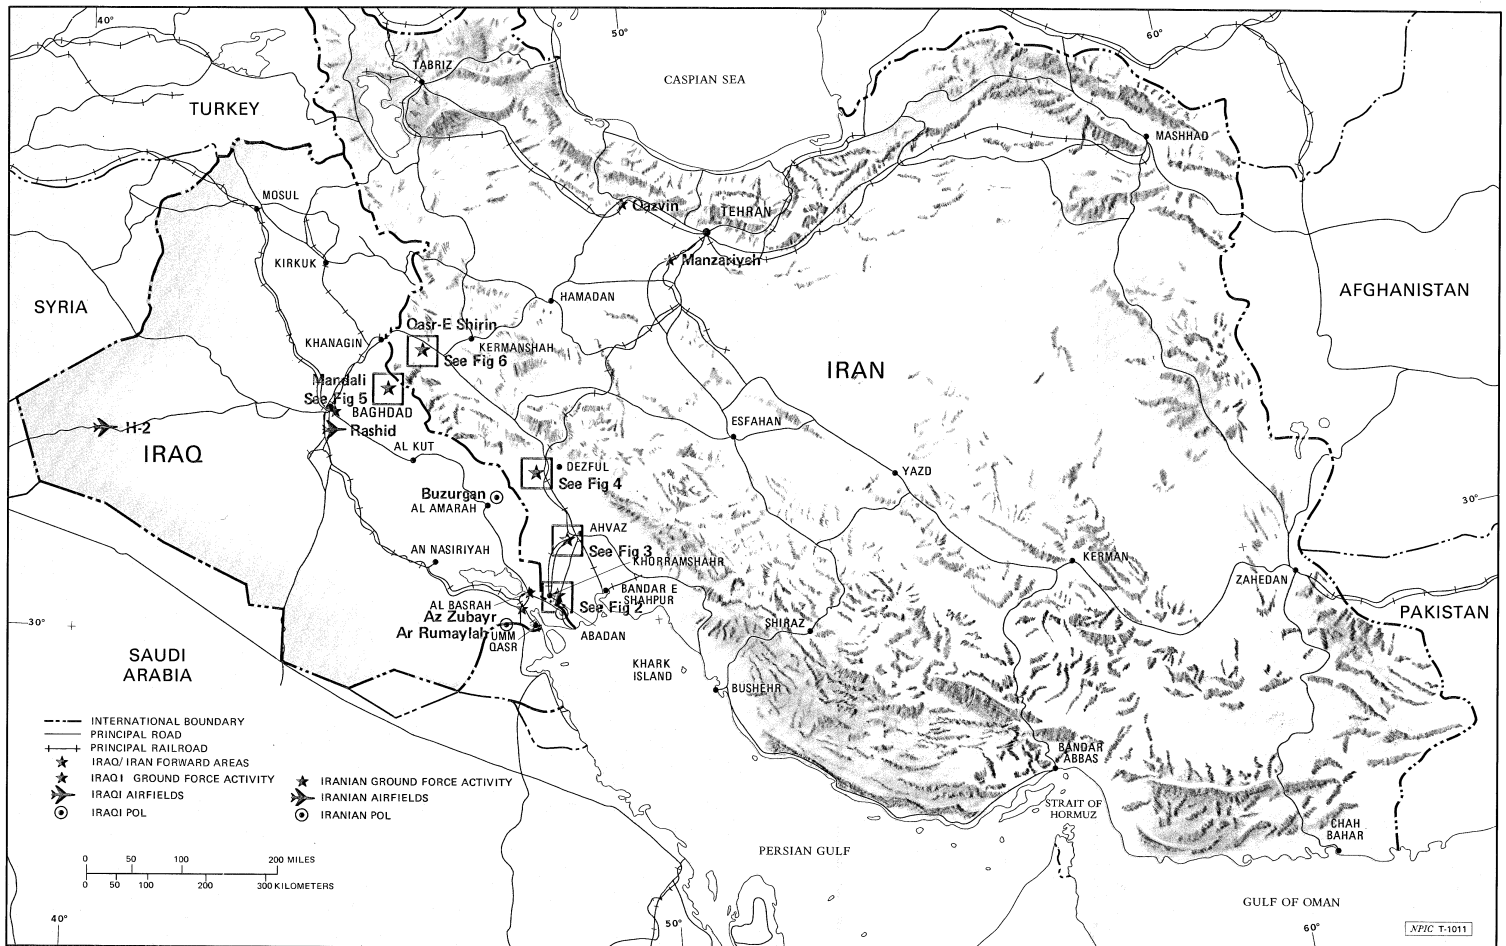 40°
50°
60°
TABRIZ
CASPIAN SEA
TURKEY
MASHHAD
MOSUL
Qazvin
TEHRAN
KIRKUK
Manzariyeh
SYRIA
HAMADAN
AFGHANISTAN
Qasr-E Shirin
KHANAGIN
KERMANSHAH
See Fig 6
IRAN
Mandali
See Fig 5
BAGHDAD
H-2
Rashid
ESFAHAN
IRAQ
AL KUT
DEZFUL
YAZD
See Fig 4
Buzurgan
AL AMARAH
30°
AHVAZ
AN NASIRIYAH
See Fig 3
KHORRAMSHAHR
KERMAN
ZAHEDAN
BANDAR E
SHAHPUR
AL BASRAH
See Fig 2
Az Zubayr
PAKISTAN
30°
Ar Rumaylah
UMM
QASR
ABADAN
SHIRAZ
SAUDI
ARABIA
KHARK
ISLAND
BUSHEHR
INTERNATIONAL BOUNDARY
PRINCIPAL ROAD
PRINCIPAL RAILROAD
IRAQ/IRAN FORWARD AREAS
IRAQI GROUND FORCE ACTIVITY
IRAQI AIRFIELDS
IRAQI POL
IRANIAN GROUND FORCE ACTIVITY
IRANIAN AIRFIELDS
IRANIAN POL
BANDAR
ABBAS
STRAIT OF
HORMUZ
CHAH
BAHAR
PERSIAN GULF
0 50 100 200 MILES
0 50 100 200 300 KILOMETERS
GULF OF OMAN
40°
50°
60°
NPIC T-1011